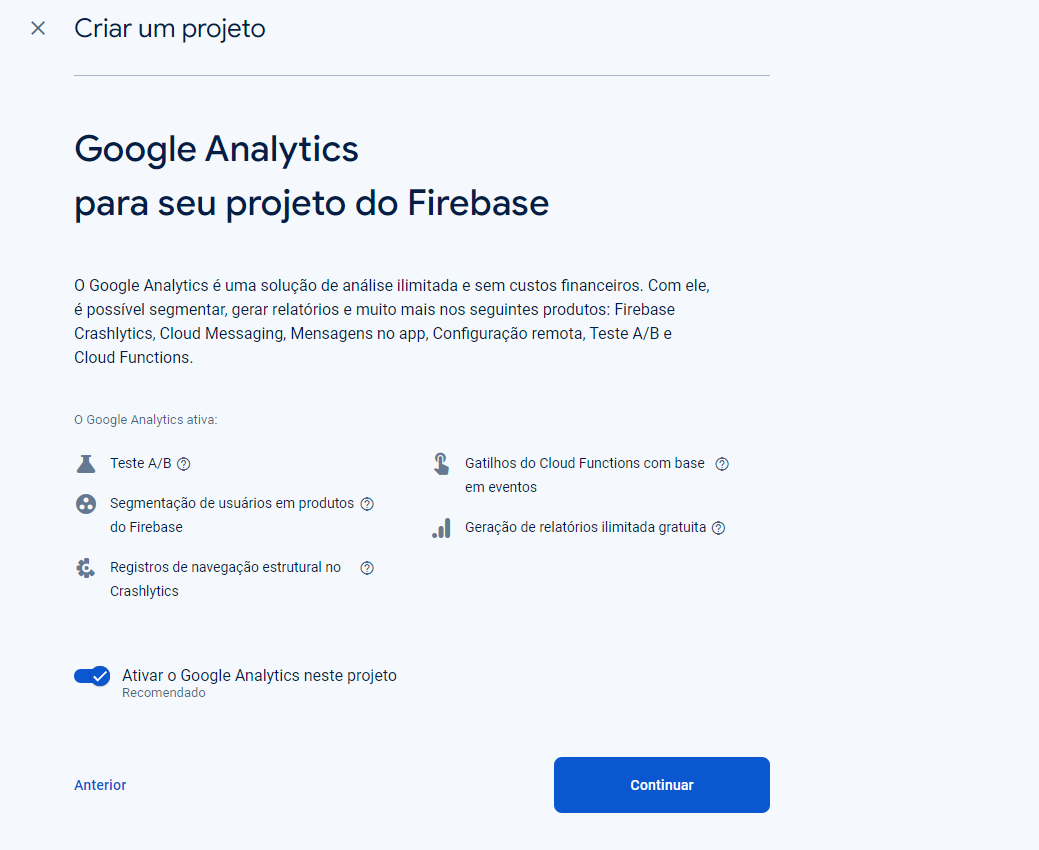 Criar um projeto
Google Analytics
para seu projeto do Firebase
O Google Analytics é uma solução de análise ilimitada e sem custos financeiros. Com ele,
é possível segmentar, gerar relatórios e muito mais nos seguintes produtos: Firebase
Crashlytics, Cloud Messaging, Mensagens no app, Configuração remota, Teste A/B e
Cloud Functions.
O Google Analytics ativa:
Teste A/B
Segmentação de usuários em produtos
do Firebase
Registros de navegação estrutural no
Crashlytics
Gatilhos do Cloud Functions com base
em eventos
Geração de relatórios ilimitada gratuita
Ativar o Google Analytics neste projeto
Recomendado
Anterior
Continuar